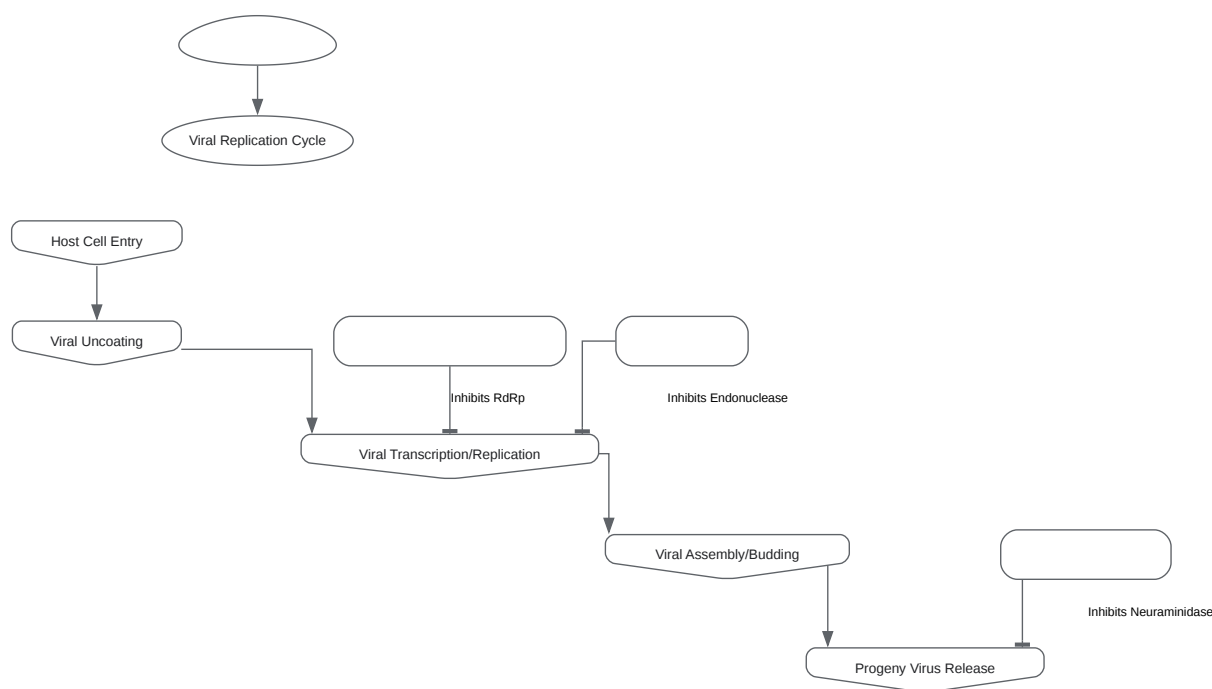 Viral Replication Cycle
Host Cell Entry
Viral Uncoating
Inhibits RdRp
Inhibits Endonuclease
Viral Transcription/Replication
Viral Assembly/Budding
Inhibits Neuraminidase
Progeny Virus Release